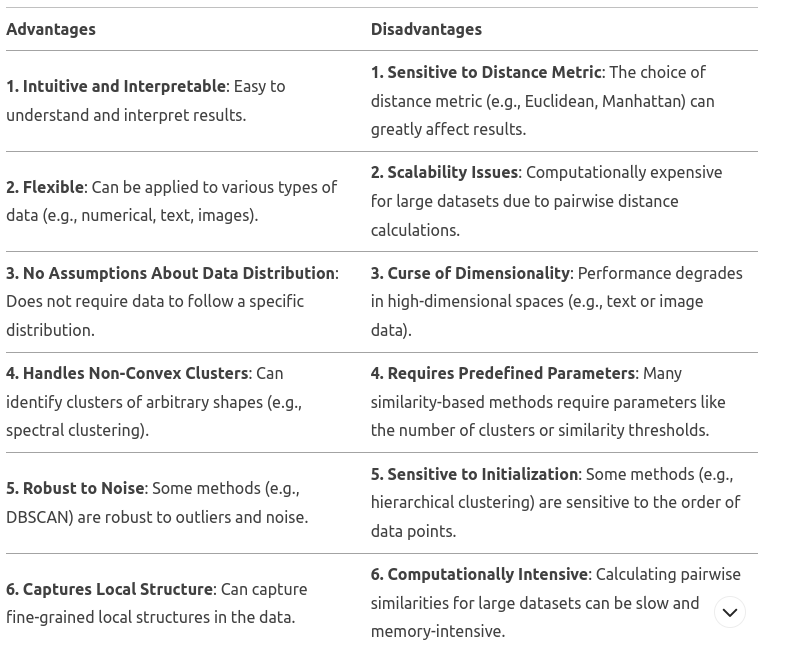 Advantages
Disadvantages
1. Intuitive and Interpretable: Easy to
understand and interpret results.
1. Sensitive to Distance Metric: The choice of
distance metric (e.g., Euclidean, Manhattan) can
greatly affect results.
2. Flexible: Can be applied to various types of
data (e.g., numerical, text, images).
2. Scalability Issues: Computationally expensive
for large datasets due to pairwise distance
calculations.
3. No Assumptions About Data Distribution:
Does not require data to follow a specific
distribution.
3. Curse of Dimensionality: Performance degrades
in high-dimensional spaces (e.g., text or image
data).
4. Handles Non-Convex Clusters: Can
identify clusters of arbitrary shapes (e.g.,
spectral clustering).
4. Requires Predefined Parameters: Many
similarity-based methods require parameters like
the number of clusters or similarity thresholds.
5. Robust to Noise: Some methods (e.g.,
DBSCAN) are robust to outliers and noise.
5. Sensitive to Initialization: Some methods (e.g.,
hierarchical clustering) are sensitive to the order of
data points.
6. Captures Local Structure: Can capture
fine-grained local structures in the data.
6. Computationally Intensive: Calculating pairwise
similarities for large datasets can be slow and
memory-intensive.